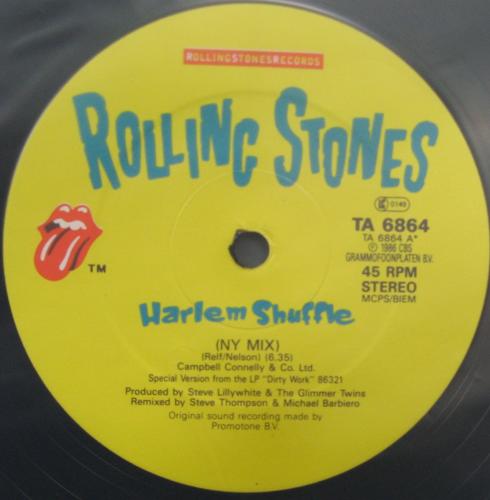 ROLLINGSTONESRECORDS
ROLLING STONES
0149
TA 6864
TA 6864 A*
℗ 1986 CBS
GRAMMOFOONPLATEN B.V.
45 RPM
STEREO
MCPS/BIEM
TM
Harlem Shuffle
(NY MIX)
(Relf/Nelson) (6.35)
Campbell Connelly & Co. Ltd.
Special Version from the LP "Dirty Work" 86321
Produced by Steve Lillywhite & The Glimmer Twins
Remixed by Steve Thompson & Michael Barbiero
Original sound recording made by
Promotone B.V.